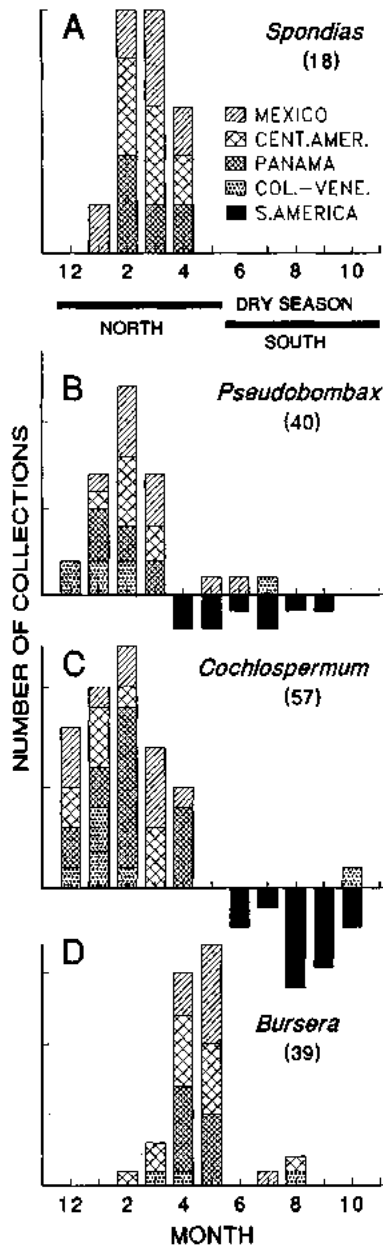 A
Spondias
(18)
MEXICO
CENT.AMER.
PANAMA
COL.-VENE.
S.AMERICA
12 2 4 6 8 10
DRY SEASON
NORTH
SOUTH
B
Pseudobombax
(40)
NUMBER OF COLLECTIONS
C
Cochlospermum
(57)
D
Bursera
(39)
12 2 4 6 8 10
MONTH